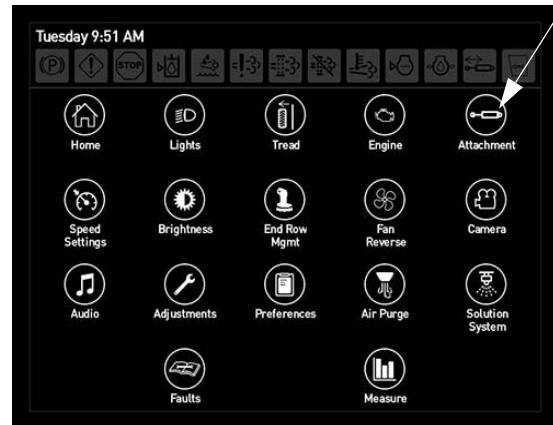 Tuesday 9:51 AM
STOP
Home Lights Tread Engine Attachment
Speed Settings
Brightness
End Row Mgmt
Fan Reverse
Camera
Audio Adjustments Preferences Air Purge
Solution System
Faults Measure